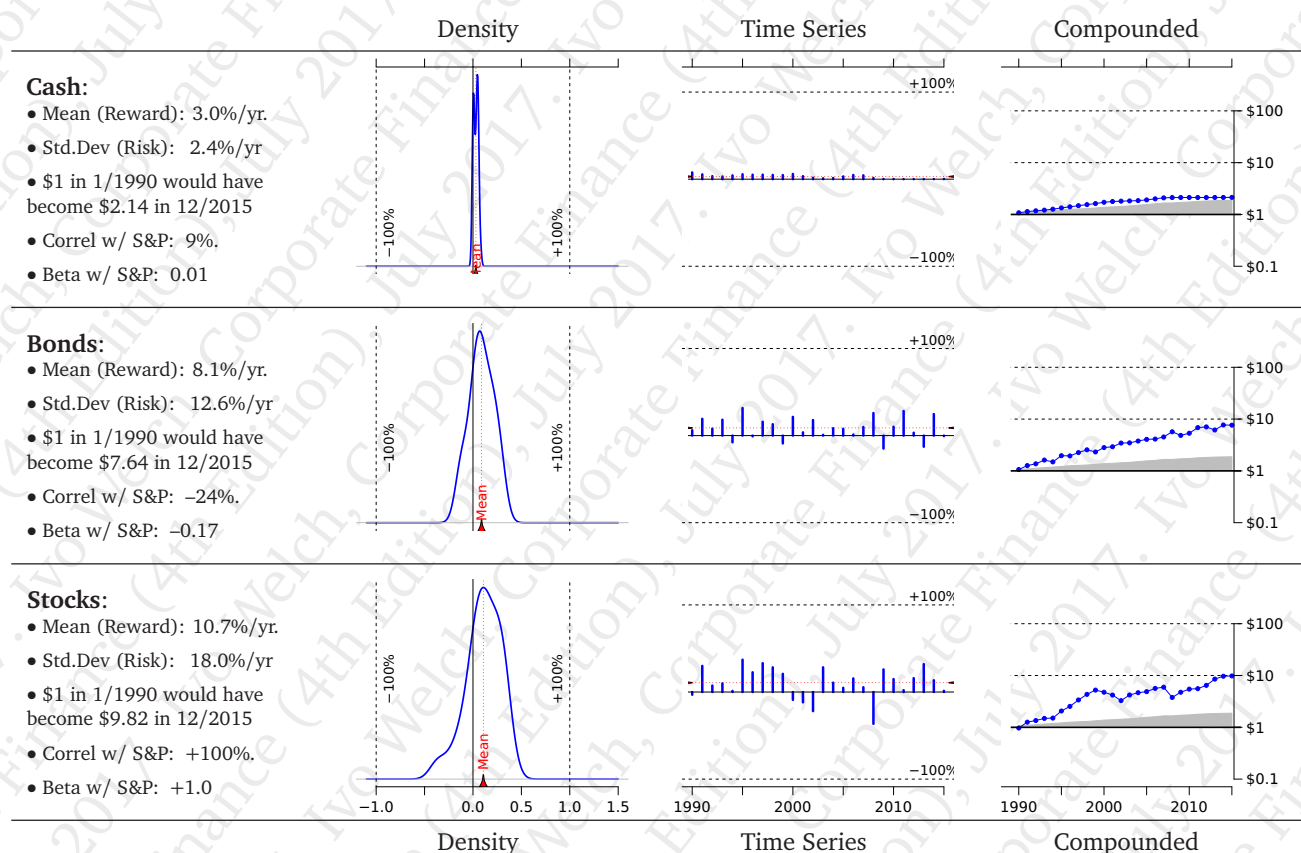 Density Time Series Compounded
Cash:
• Mean (Reward): 3.0%/yr.
• Std.Dev (Risk): 2.4%/yr
• $1 in 1/1990 would have
become $2.14 in 12/2015
• Correl w/ S&P: 9%.
• Beta w/ S&P: 0.01
−100%
+100%
Mean
+100%
−100%
$100
$10
$1
$0.1
Bonds:
• Mean (Reward): 8.1%/yr.
• Std.Dev (Risk): 12.6%/yr
• $1 in 1/1990 would have
become $7.64 in 12/2015
• Correl w/ S&P: –24%.
• Beta w/ S&P: –0.17
−100%
+100%
Mean
+100%
−100%
$100
$10
$1
$0.1
Stocks:
• Mean (Reward): 10.7%/yr.
• Std.Dev (Risk): 18.0%/yr
• $1 in 1/1990 would have
become $9.82 in 12/2015
• Correl w/ S&P: +100%.
• Beta w/ S&P: +1.0
−100%
+100%
Mean
−1.0 0.0 0.5 1.0 1.5
+100%
−100%
1990 2000 2010
$100
$10
$1
$0.1
1990 2000 2010
Density Time Series Compounded